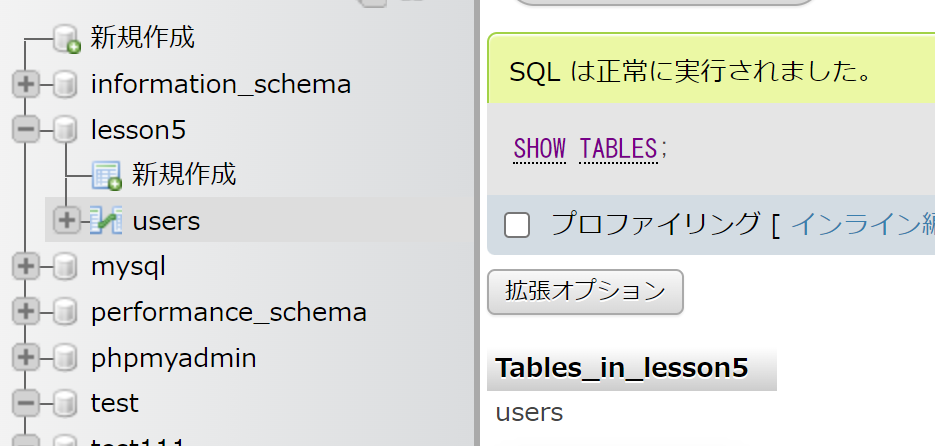 新規作成
information_schema
lesson5
新規作成
users
mysql
performance_schema
phpmyadmin
test
test111
SQL は正常に実行されました。
SHOW TABLES;
プロファイリング [ インライン編
拡張オプション
Tables_in_lesson5
users